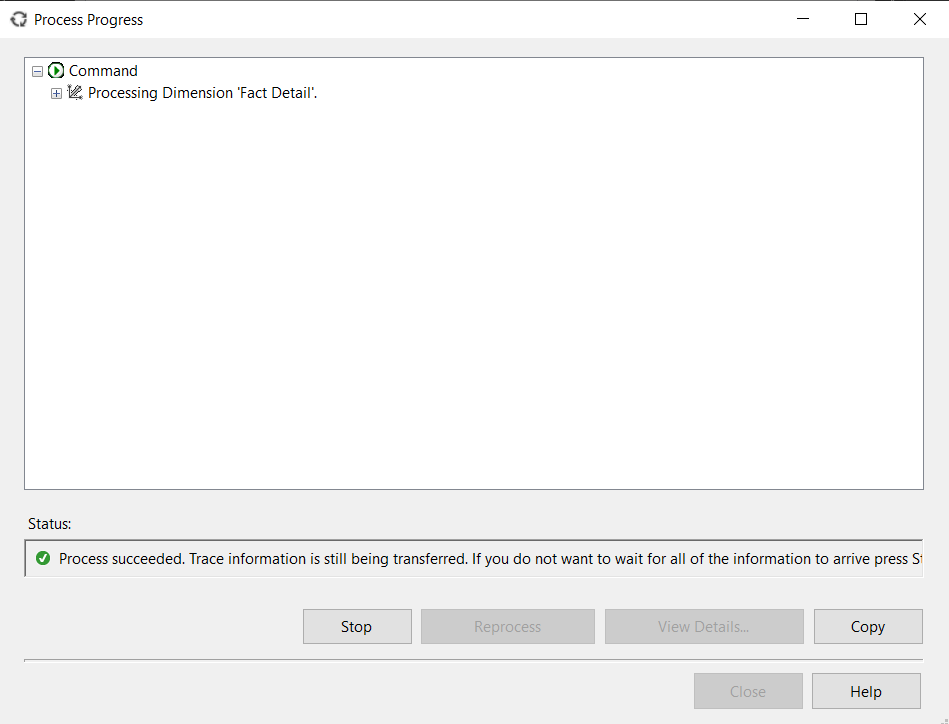 Process Progress
Command
Processing Dimension 'Fact Detail'.
Status:
Process succeeded. Trace information is still being transferred. If you do not want to wait for all of the information to arrive press
Stop Reprocess View Details... Copy
Close Help